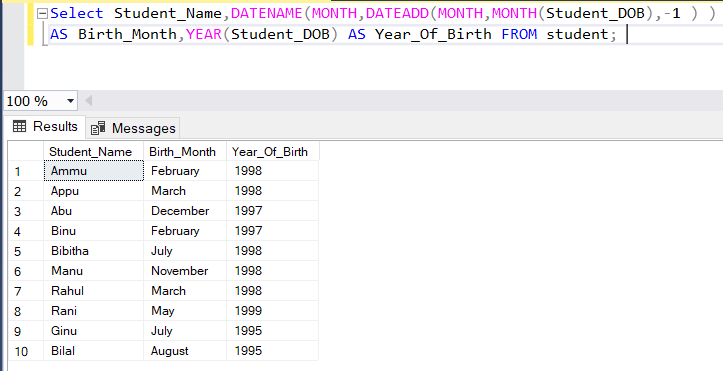 Select Student_Name,DATENAME(MONTH,DATEADD(MONTH,MONTH(Student_DOB),-1 ) )
AS Birth_Month,YEAR(Student_DOB) AS Year_Of_Birth FROM student;
100 %
Results Messages
Student_Name Birth_Month Year_Of_Birth
1 Ammu February 1998
2 Appu March 1998
3 Abu December 1997
4 Binu February 1997
5 Bibitha July 1998
6 Manu November 1998
7 Rahul March 1998
8 Rani May 1999
9 Ginu July 1995
10 Bilal August 1995